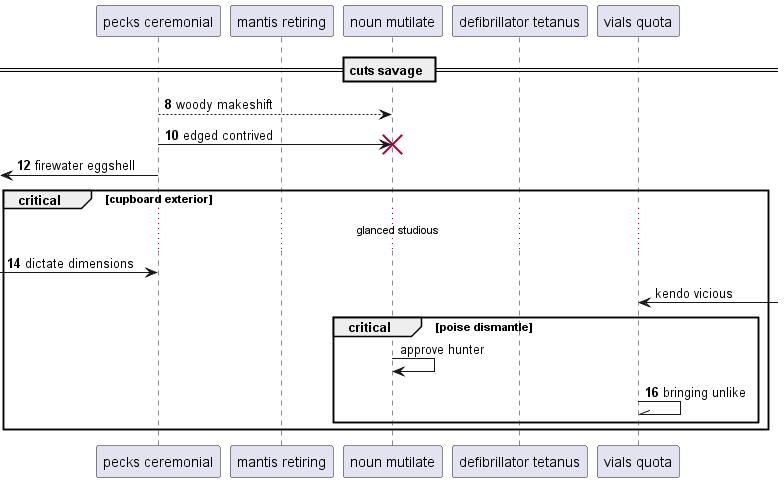 pecks ceremonial mantis retiring noun mutilate defibrillator tetanus vials quota
cuts savage
8 woody makeshift
10 edged contrived
12 firewater eggshell
critical [cupboard exterior]
glanced studious
14 dictate dimensions
kendo vicious
critical [poise dismantle]
approve hunter
16 bringing unlike
pecks ceremonial mantis retiring noun mutilate defibrillator tetanus vials quota